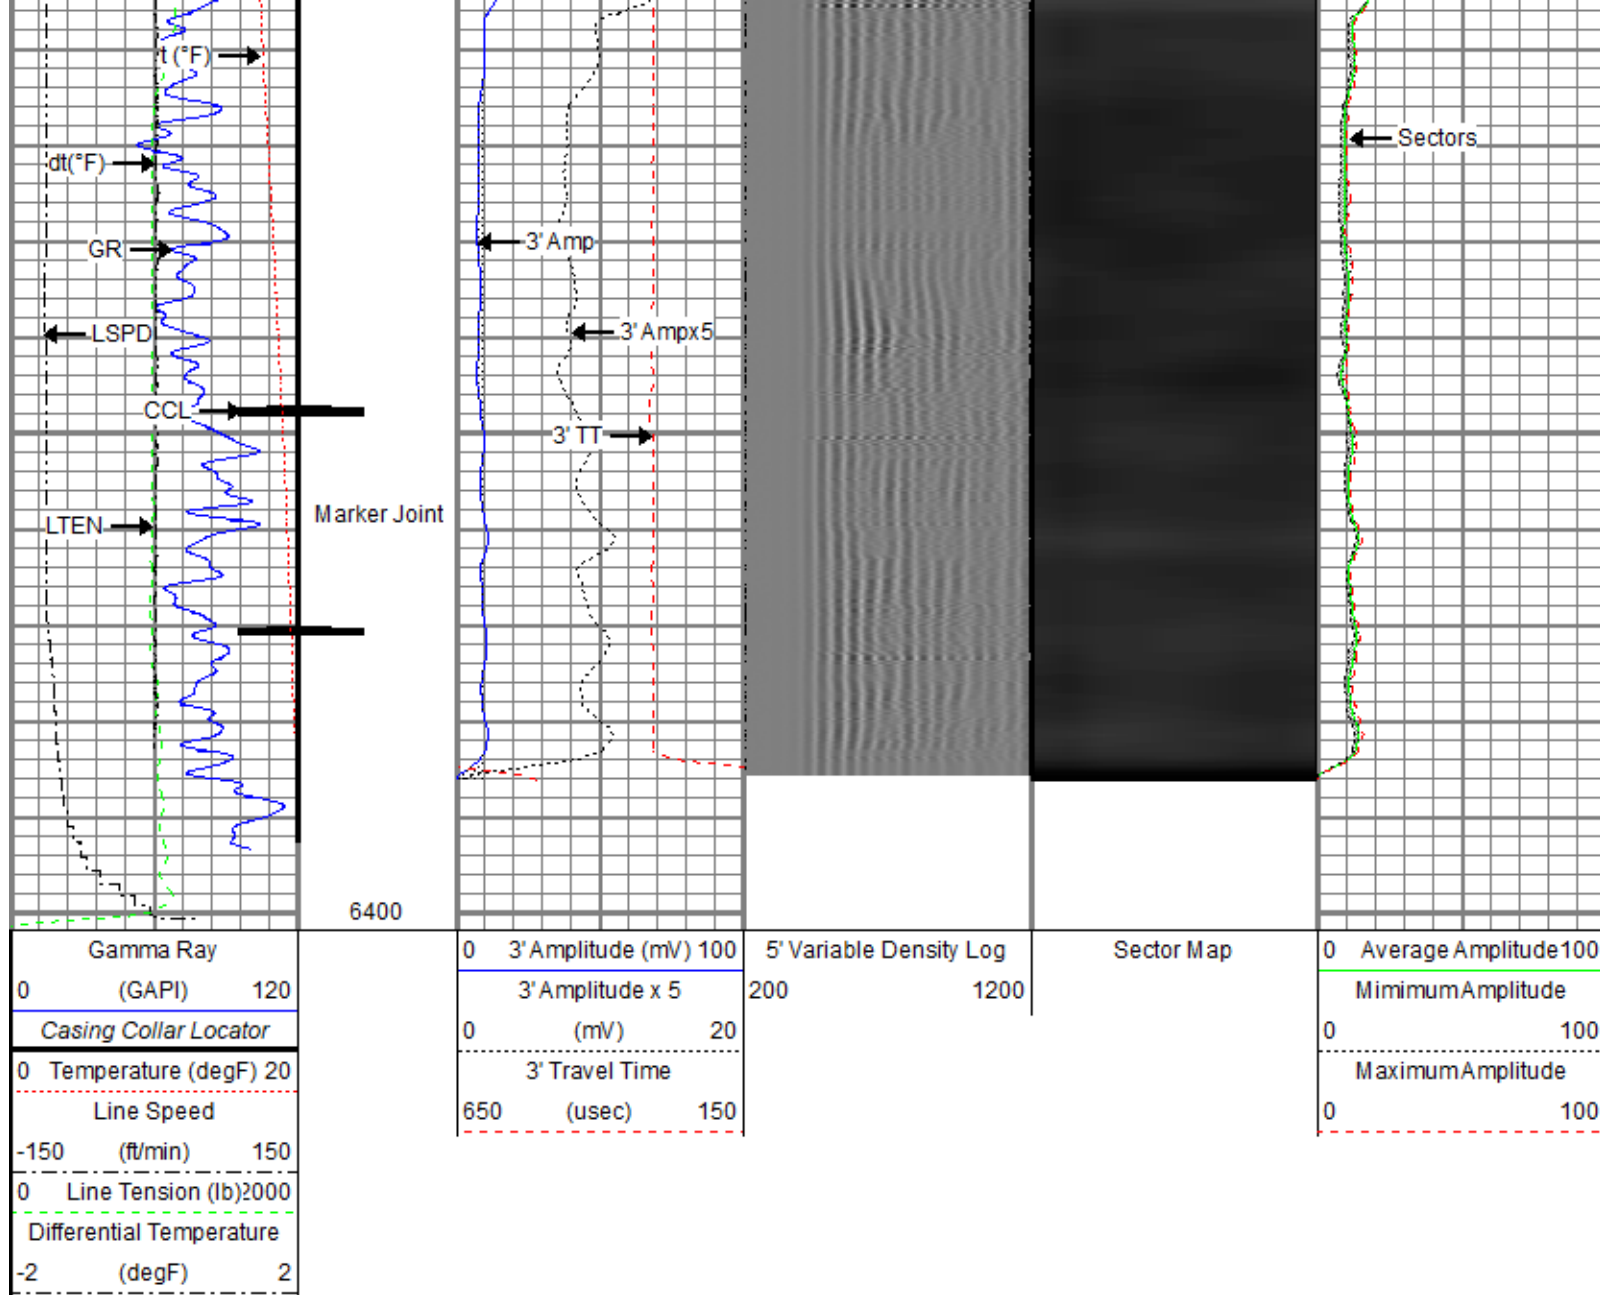 t (°F)
Sectors
dt(°F)
GR
3' Amp
LSPD
3' Ampx5
CCL
3' TT
Marker Joint
LTEN
6400
Gamma Ray
0 (GAPI) 120
Casing Collar Locator
0 Temperature (degF) 20
Line Speed
-150 (ft/min) 150
0 Line Tension (lb) 2000
Differential Temperature
-2 (degF) 2
0 3' Amplitude (mV) 100
3' Amplitude x 5
0 (mV) 20
3' Travel Time
650 (usec) 150
5' Variable Density Log
200 1200
Sector Map
0 Average Amplitude 100
Mimimum Amplitude
0 100
Maximum Amplitude
0 100